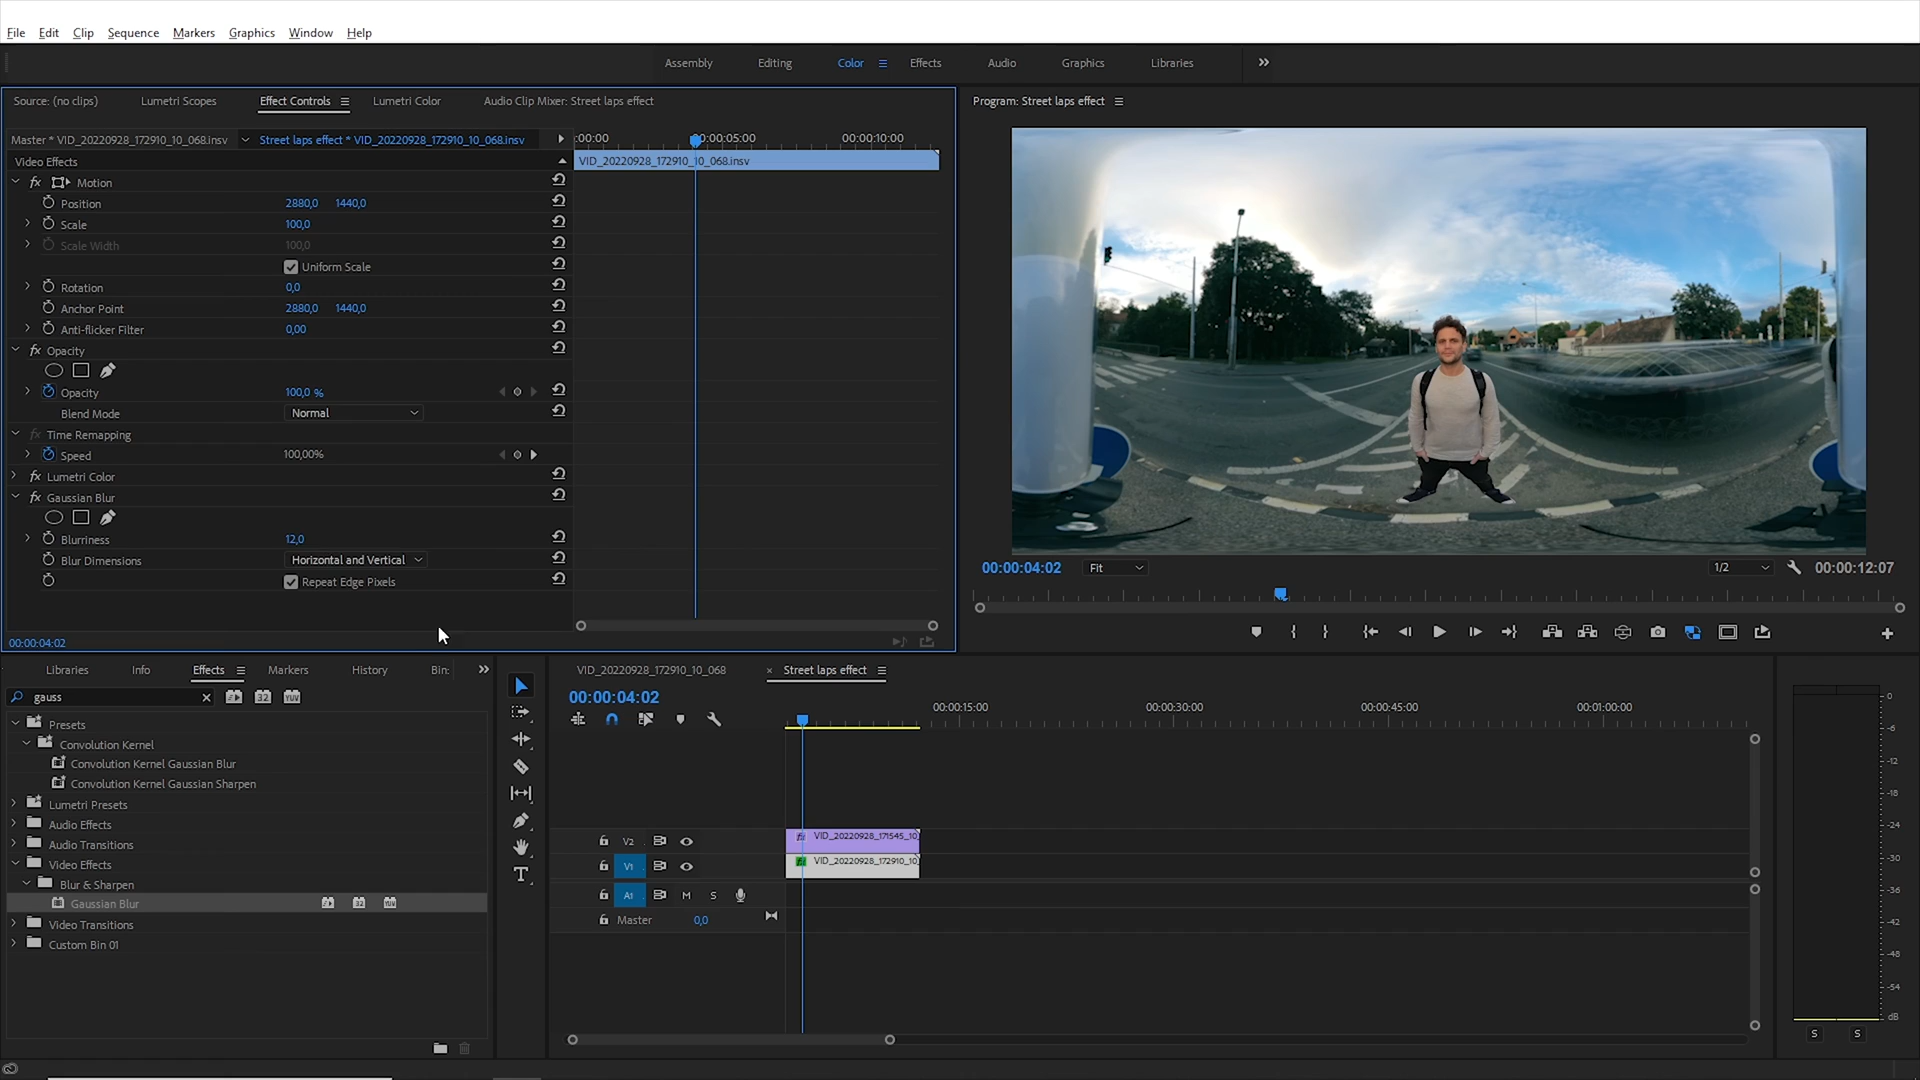 File Edit Clip Sequence Markers Graphics Window Help
Assembly Editing Color Effects Audio Graphics Libraries
Source: (no clips) Lumetri Scopes Effect Controls Lumetri Color Audio Clip Mixer: Street laps effect
Master * VID_20220928_172910_10_068.insv Street laps effect * VID_20220928_172910_10_068.insv
:00:00 00:00:05:00 00:00:10:00
Video Effects
VID_20220928_172910_10_068.insv
fx Motion
Position 2880,0 1440,0
Scale 100,0
Scale Width 100,0
Uniform Scale
Rotation 0,0
Anchor Point 2880,0 1440,0
Anti-flicker Filter 0,00
fx Opacity
Opacity 100,0 %
Blend Mode Normal
fx Time Remapping
Speed 100,00%
fx Lumetri Color
fx Gaussian Blur
Blurriness 12,0
Blur Dimensions Horizontal and Vertical
Repeat Edge Pixels
00:00:04:02
Program: Street laps effect
00:00:04:02 Fit 1/2 00:00:12:07
Libraries Info Effects Markers History Bin:
gauss 32 YUV
Presets
Convolution Kernel
Convolution Kernel Gaussian Blur
Convolution Kernel Gaussian Sharpen
Lumetri Presets
Audio Effects
Audio Transitions
Video Effects
Blur & Sharpen
Gaussian Blur
Video Transitions
Custom Bin 01
VID_20220928_172910_10_068 × Street laps effect
00:00:04:02
00:00:15:00 00:00:30:00 00:00:45:00 00:01:00:00
V2 fx VID_20220928_171545_10
V1 fx VID_20220928_172910_10
A1 M S
Master 0,0
0
-6
-12
-18
-24
-30
-36
-42
-48
-54
dB
S S